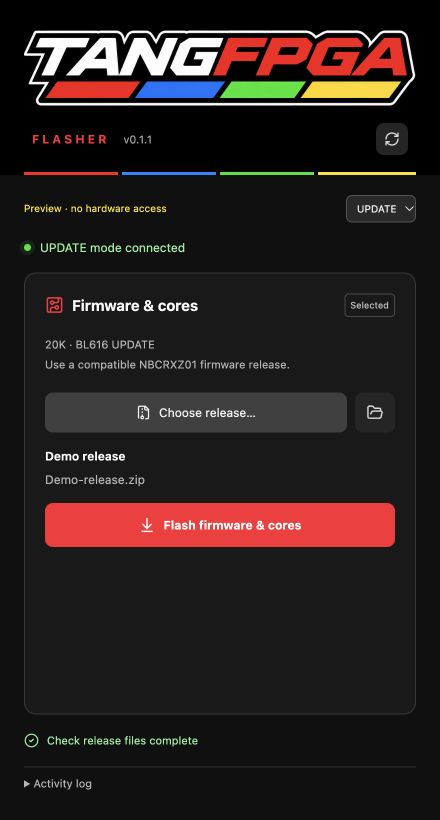 TANGFPGA
FLASHER v0.1.1
Preview · no hardware access
UPDATE
UPDATE mode connected
Firmware & cores
Selected
20K · BL616 UPDATE
Use a compatible NBCRXZ01 firmware release.
Choose release...
Demo release
Demo-release.zip
Flash firmware & cores
Check release files complete
Activity log